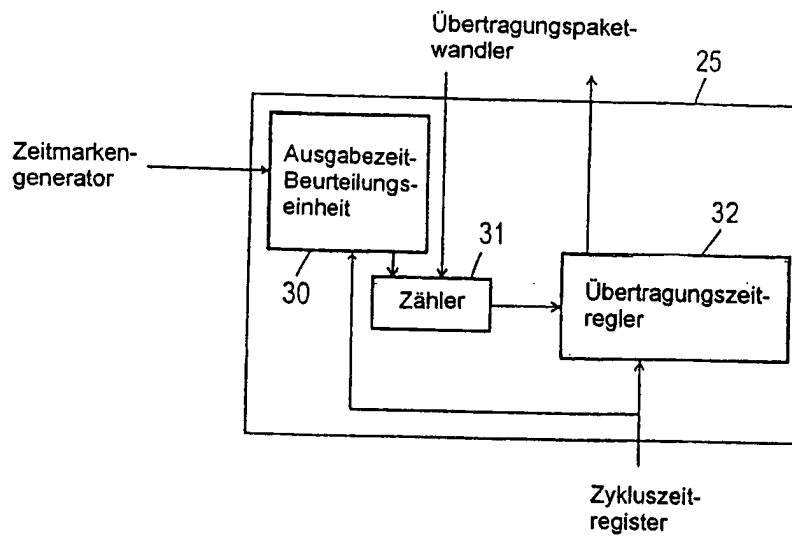 Übertragungspaket-
wandler
25
Zeitmarken-
generator
Ausgabezeit-
Beurteilungs-
einheit
30
31
Zähler
32
Übertragungszeit-
regler
Zykluszeit-
register